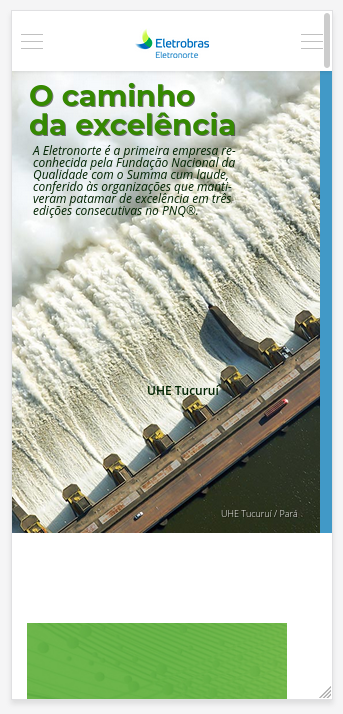 Eletrobras
Eletronorte
O caminho
da excelência
A Eletronorte é a primeira empresa re-
conhecida pela Fundação Nacional da
Qualidade com o Summa cum laude,
conferido às organizações que manti-
veram patamar de excelência em três
edições consecutivas no PNQ®.
UHE Tucuruí
UHE Tucuruí / Pará